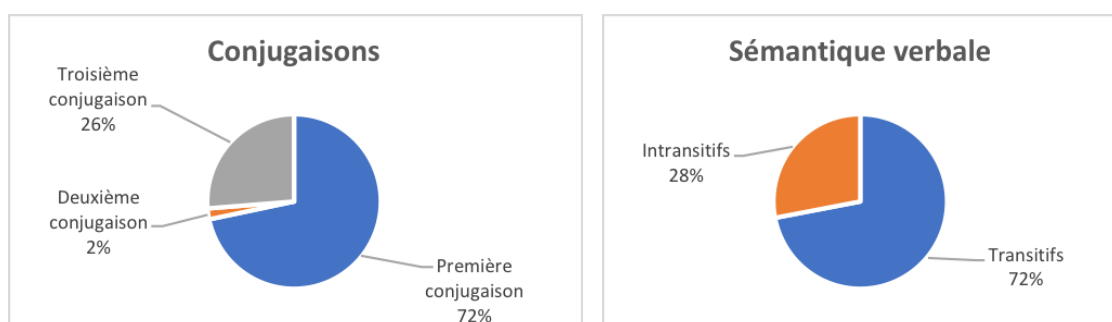 Conjugaisons
Troisième
conjugaison
26%
Deuxième
conjugaison
2%
Première
conjugaison
72%
Sémantique verbale
Intransitifs
28%
Transitifs
72%